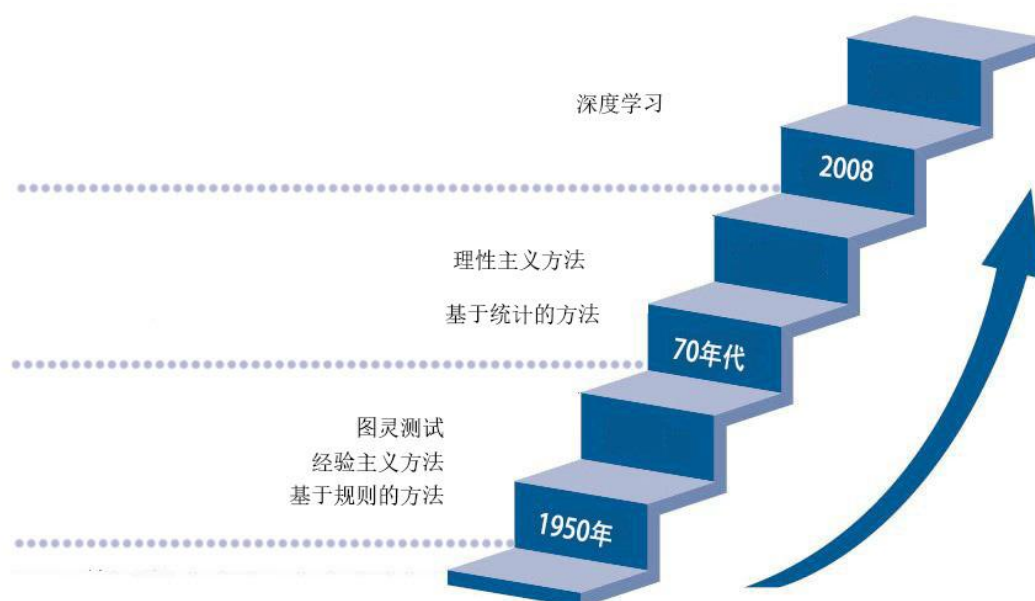 深度学习
2008
理性主义方法
基于统计的方法
70年代
图灵测试
经验主义方法
基于规则的方法
1950年